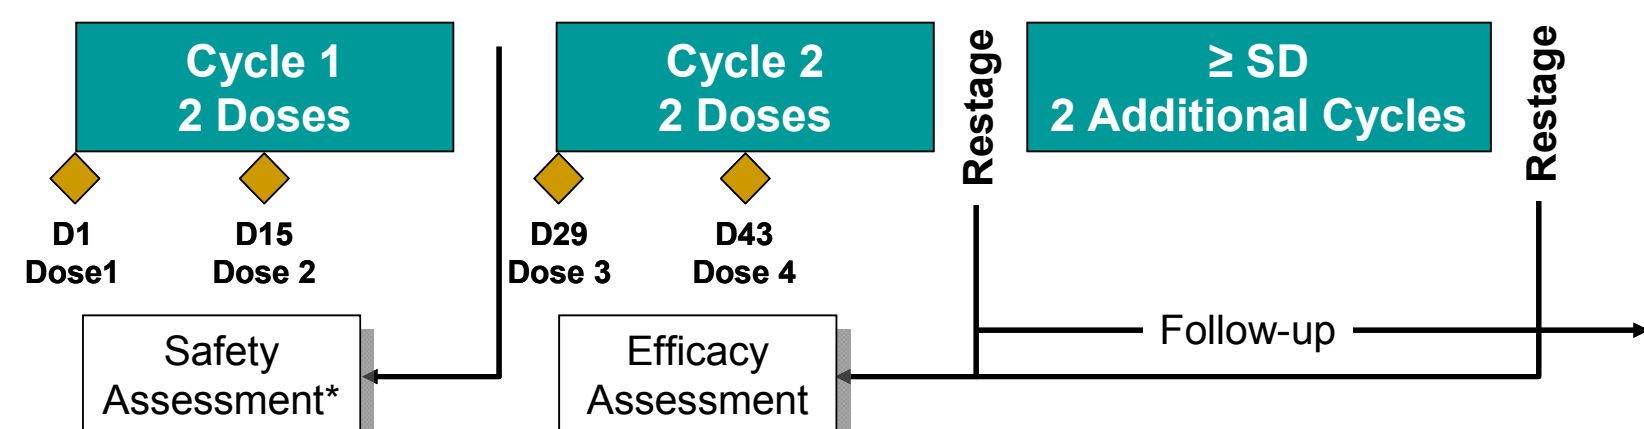 Cycle 1
2 Doses
Cycle 2
2 Doses
Restage
≥ SD
2 Additional Cycles
Restage
D1
Dose1
D15
Dose 2
D29
Dose 3
D43
Dose 4
Safety
Assessment*
Efficacy
Assessment
Follow-up